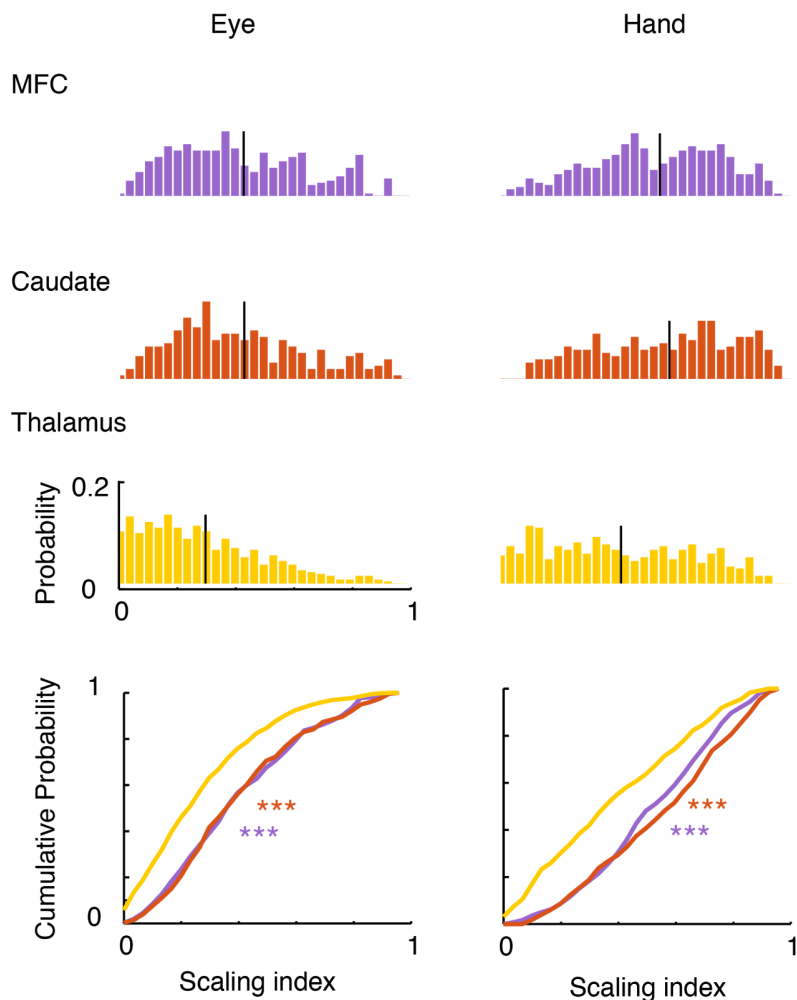 Eye Hand
MFC
Caudate
Thalamus
Probability
0.2
0
0 1
Cumulative Probability
1
0
*** ***
*** ***
0 1 0 1
Scaling index Scaling index